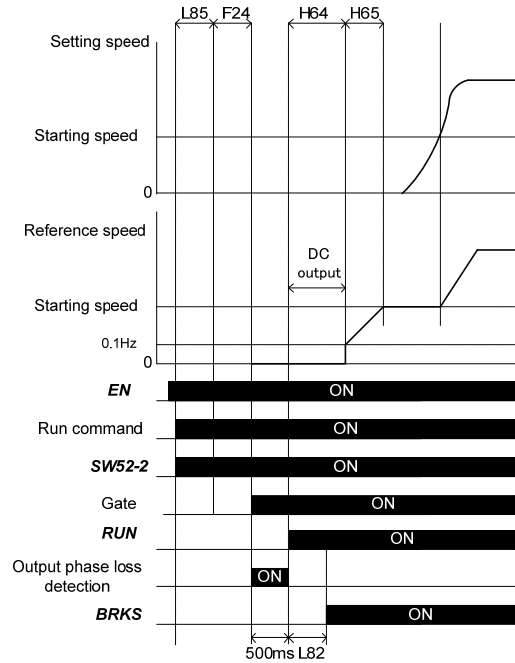 L85 F24 H64 H65
Setting speed
Starting speed
0
Reference speed
DC
output
Starting speed
0.1Hz
0
EN ON
Run command ON
SW52-2 ON
Gate ON
RUN ON
Output phase loss
detection ON
BRKS ON
500ms L82